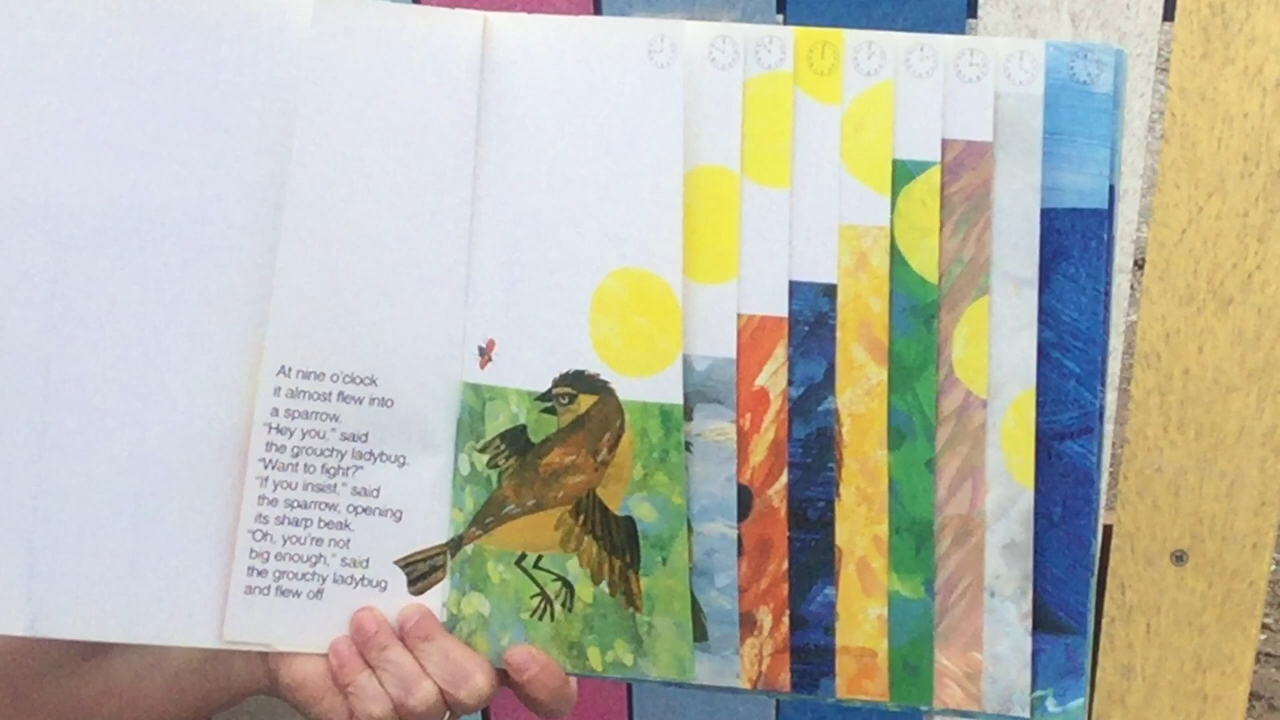 At nine o'clock
it almost flew into
a sparrow.
"Hey you," said
the grouchy ladybug.
"Want to fight?"
"If you insist," said
the sparrow, opening
its sharp beak.
"Oh, you're not
big enough," said
the grouchy ladybug
and flew off